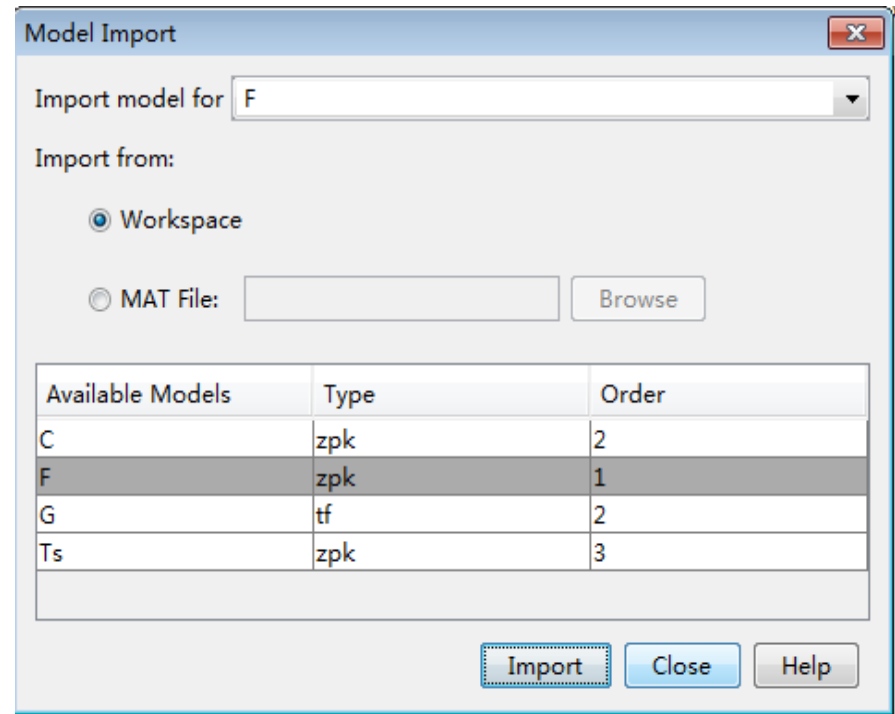 Model Import
Import model for F
Import from:
Workspace
MAT File: Browse
Available Models Type Order
C zpk 2
F zpk 1
G tf 2
Ts zpk 3
Import Close Help